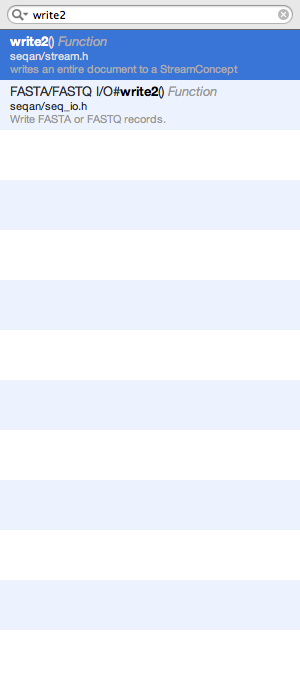 write2
write2() Function
seqan/stream.h
writes an entire document to a StreamConcept
FASTA/FASTQ I/O#write2() Function
seqan/seq_io.h
Write FASTA or FASTQ records.